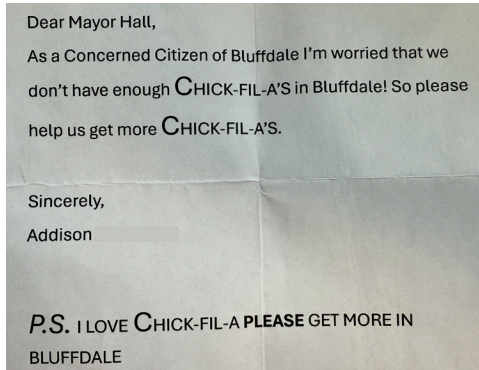 Dear Mayor Hall,
As a Concerned Citizen of Bluffdale I'm worried that we
don't have enough CHICK-FIL-A'S in Bluffdale! So please
help us get more CHICK-FIL-A'S.
Sincerely,
Addison
P.S. I LOVE CHICK-FIL-A PLEASE GET MORE IN
BLUFFDALE